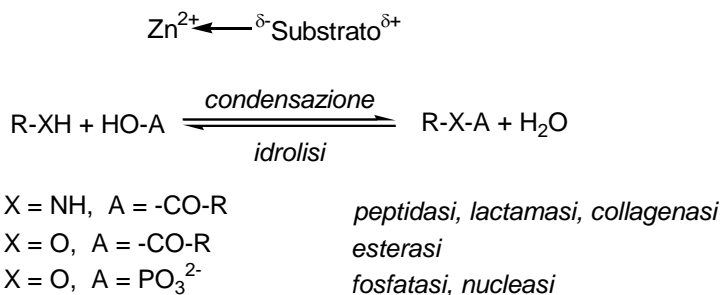 Zn2+ δ-Substratoδ+
condensazione
R-XH + HO-A R-X-A + H2O
idrolisi
X = NH, A = -CO-R peptidasi, lactamasi, collagenasi
X = O, A = -CO-R esterasi
X = O, A = PO32- fosfatasi, nucleasi